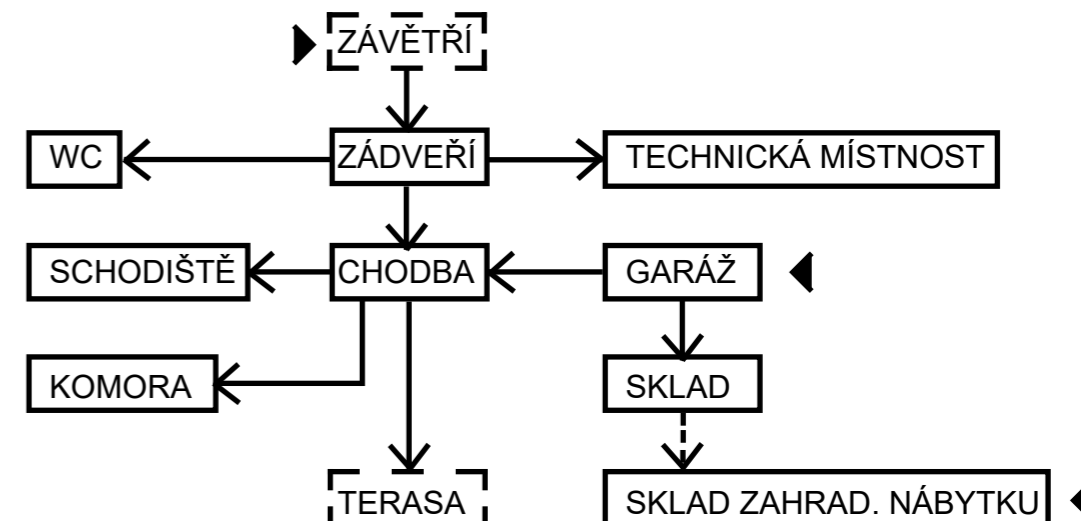 ZÁVĚTŘÍ
WC
ZÁDVEŘÍ
TECHNICKÁ MÍSTNOST
SCHODIŠTĚ
CHODBA
GARÁŽ
KOMORA
SKLAD
TERASA
SKLAD ZAHRAD. NÁBYTKU